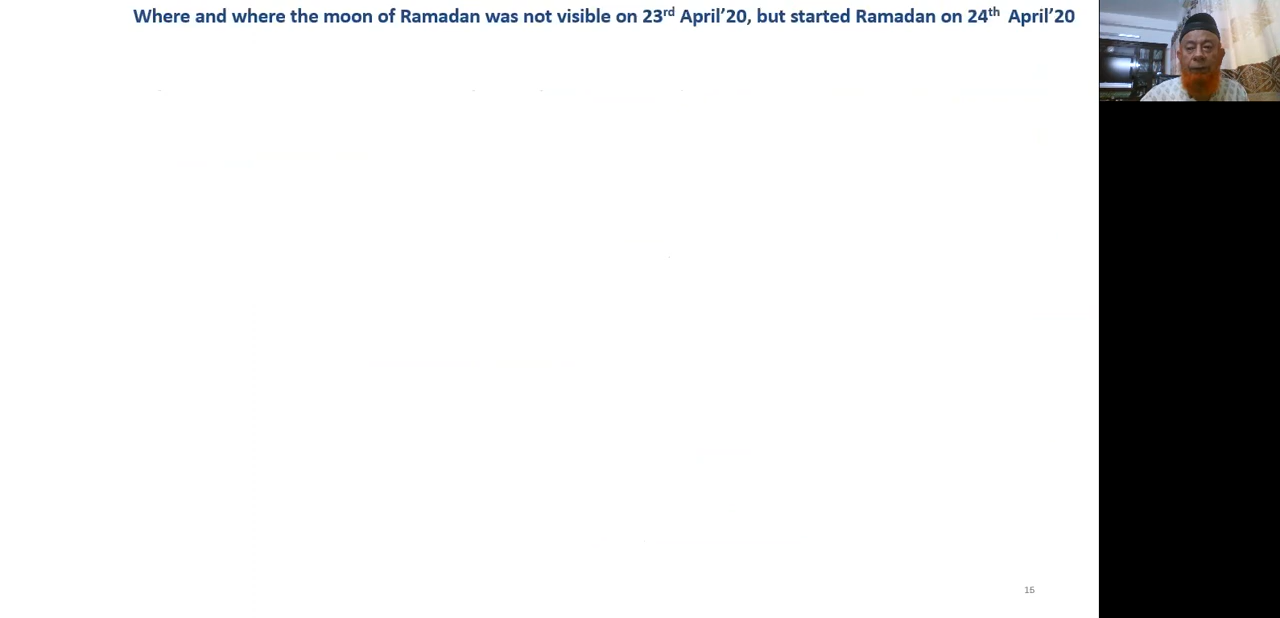 Where and where the moon of Ramadan was not visible on 23rd April’20, but started Ramadan on 24th April’20
16